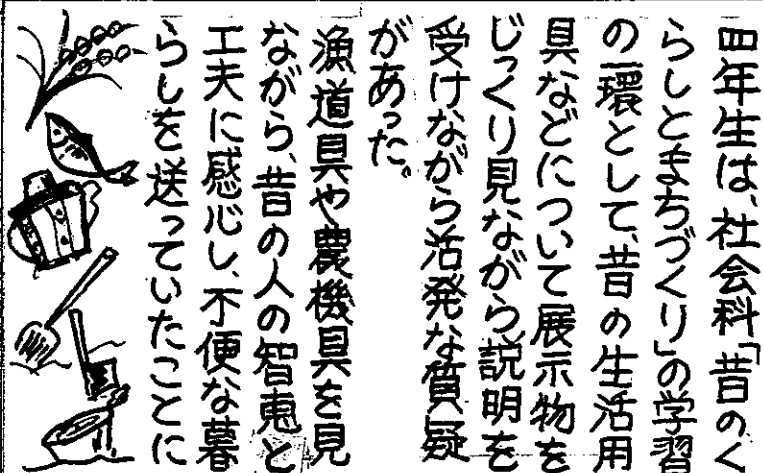 四年生は、社会科「昔のく
らしとまちづくり」の学習
の一環として、昔の生活用
具などについて展示物を
じっくり見ながら、説明を
受けながら活発な質疑
があった。
漁道具や農機具を見
ながら、昔の人の智恵と
工夫に感心し、不便な暮
らしを送っていたことに